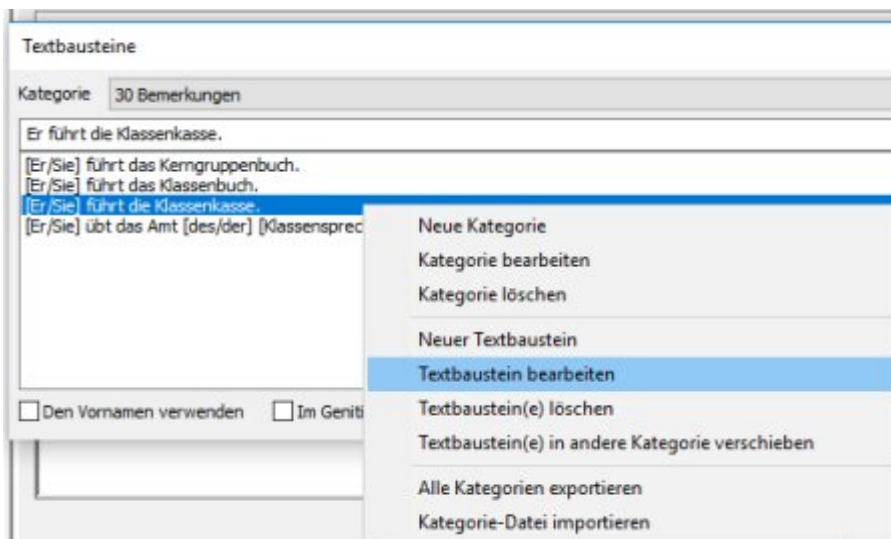 Textbausteine
Kategorie 30 Bemerkungen
Er führt die Klassenkasse.
[Er/Sie] führt das Kerngruppenbuch.
[Er/Sie] führt das Klassenbuch.
[Er/Sie] führt die Klassenkasse.
[Er/Sie] übt das Amt [des/der] [Klassensprec
Neue Kategorie
Kategorie bearbeiten
Kategorie löschen
Neuer Textbaustein
Textbaustein bearbeiten
Textbaustein(e) löschen
Textbaustein(e) in andere Kategorie verschieben
Alle Kategorien exportieren
Kategorie-Datei importieren
Den Vornamen verwenden Im Geniti